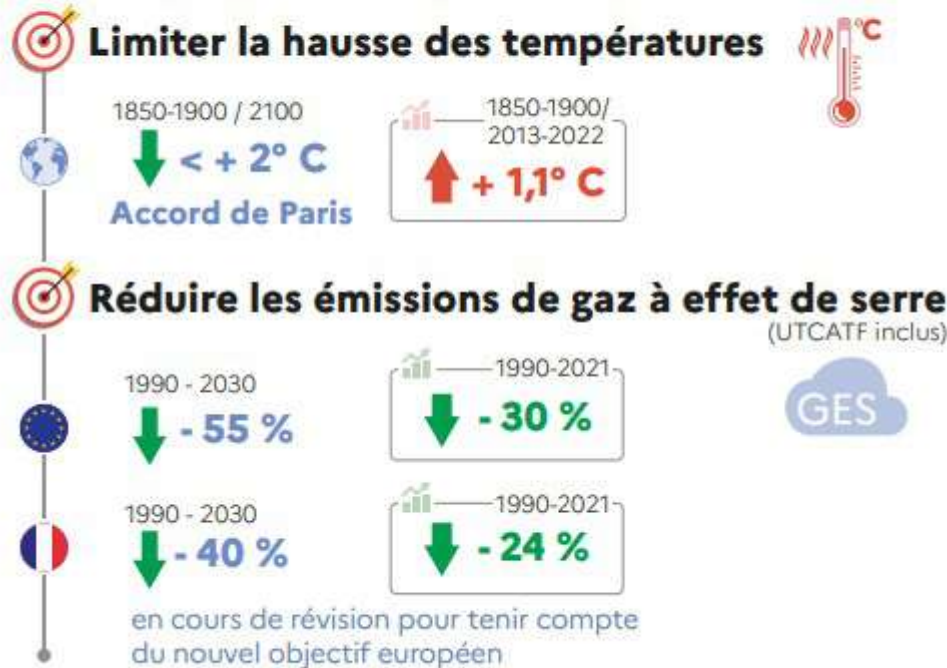 Limiter la hausse des températures
°C
1850-1900 / 2100
< + 2° C
Accord de Paris
1850-1900/
2013-2022
+ 1,1° C
Réduire les émissions de gaz à effet de serre
(UTCATF inclus)
GES
1990 - 2030
- 55 %
1990-2021
- 30 %
1990 - 2030
- 40 %
1990-2021
- 24 %
en cours de révision pour tenir compte
du nouvel objectif européen